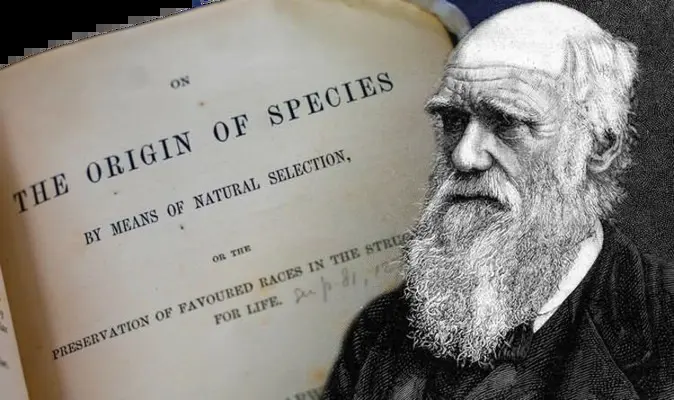 ON
THE ORIGIN OF SPECIES
BY MEANS OF NATURAL SELECTION,
OR THE
PRESERVATION OF FAVOURED RACES IN THE
FOR LIFE.